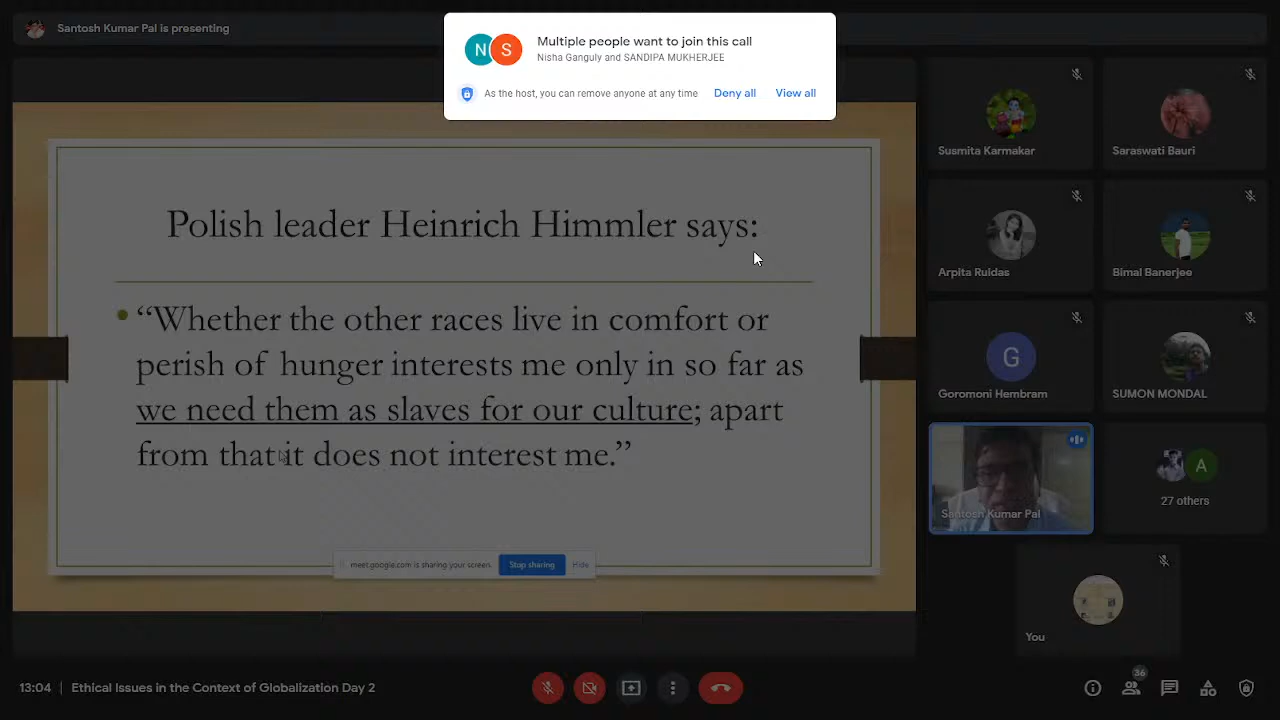 Santosh Kumar Pal is presenting
N S
Multiple people want to join this call
Nisha Ganguly and SANDIPA MUKHERJEE
As the host, you can remove anyone at any time
Deny all
View all
Polish leader Heinrich Himmler says:
“Whether the other races live in comfort or
perish of hunger interests me only in so far as
we need them as slaves for our culture; apart
from that it does not interest me.”
meet.google.com is sharing your screen.
Stop sharing
Hide
Susmita Karmakar
Saraswati Bauri
Arpita Ruidas
Bimal Banerjee
G
Goromoni Hembram
SUMON MONDAL
Santosh Kumar Pal
A
27 others
You
13:04 | Ethical Issues in the Context of Globalization Day 2
36